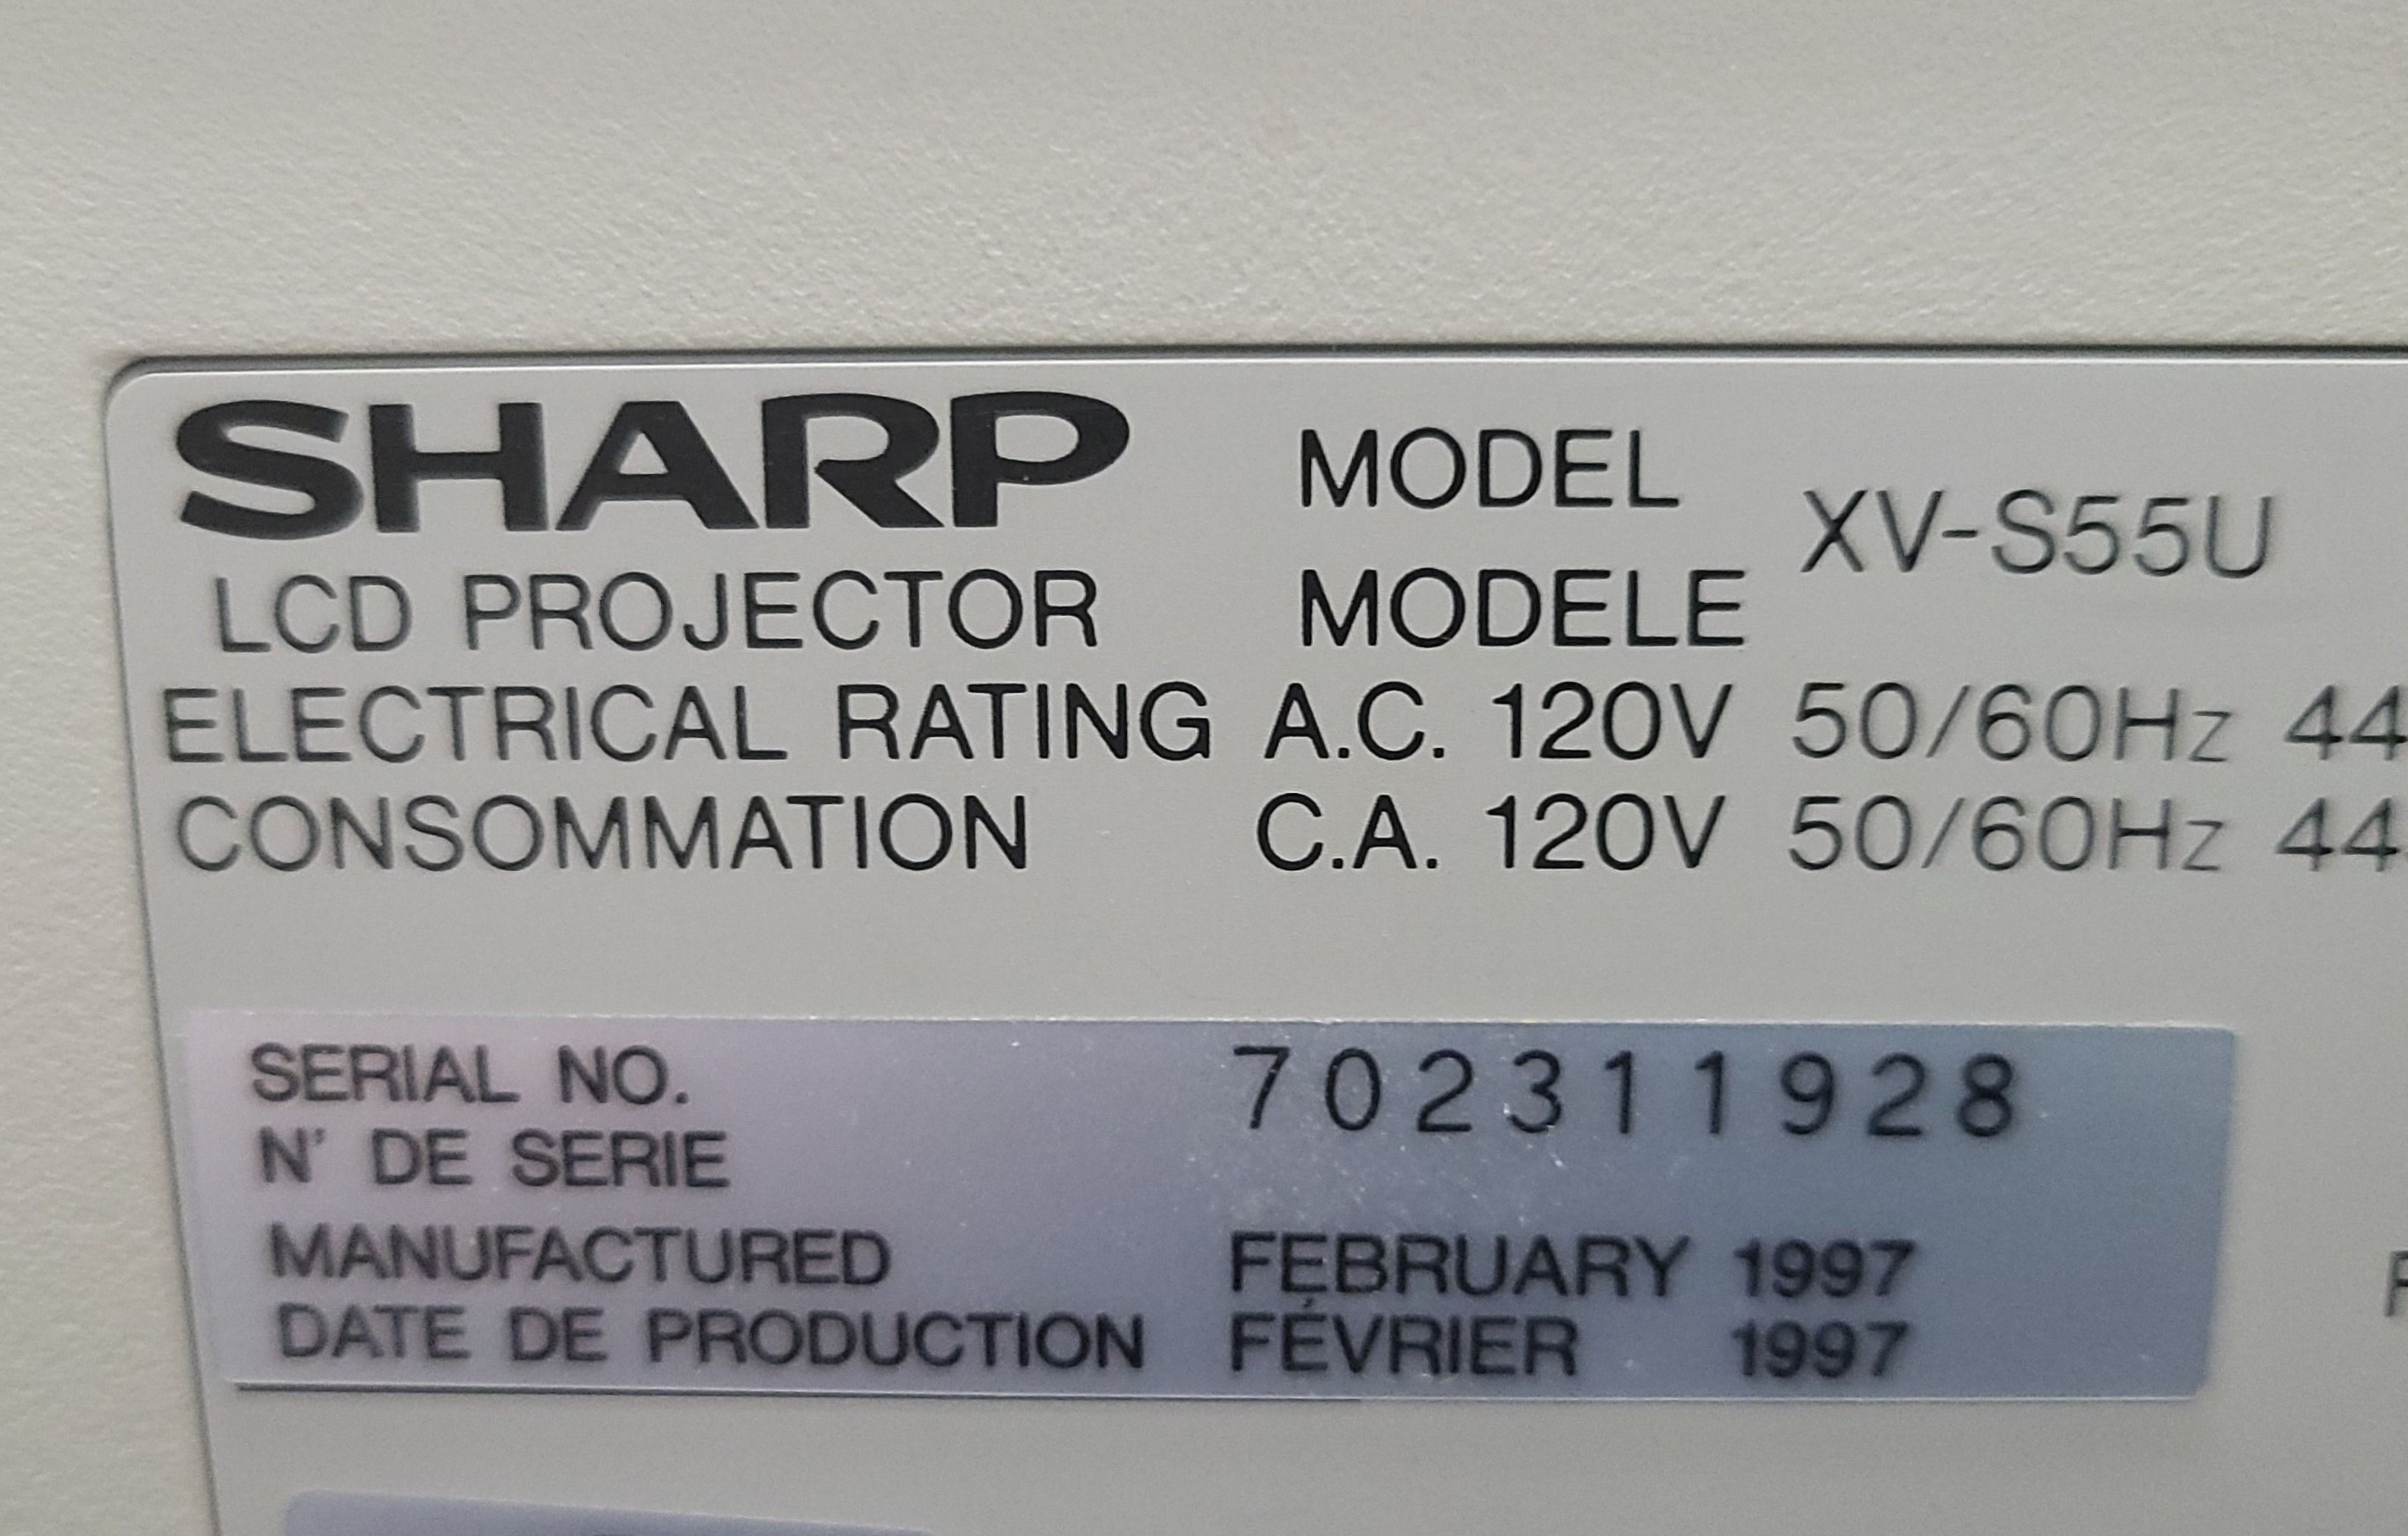 SHARP MODEL XV-S55U
LCD PROJECTOR MODELE
ELECTRICAL RATING A.C. 120V 50/60Hz 44
CONSOMMATION C.A. 120V 50/60Hz 44
SERIAL NO. 702311928
N' DE SERIE
MANUFACTURED FEBRUARY 1997
DATE DE PRODUCTION FÉVRIER 1997